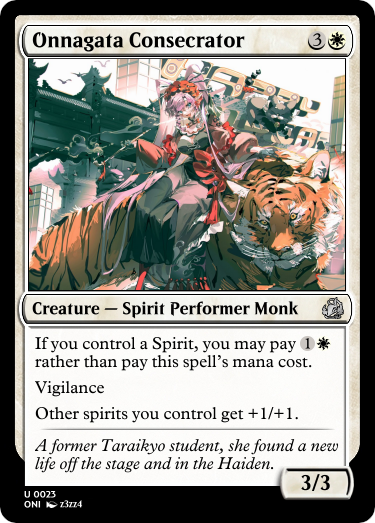 Onnagata Consecrator 3
Creature — Spirit Performer Monk
If you control a Spirit, you may pay 1
rather than pay this spell's mana cost.
Vigilance
Other spirits you control get +1/+1.
A former Taraikyo student, she found a new
life off the stage and in the Haiden.
3/3
U 0023
ONI z3zz4